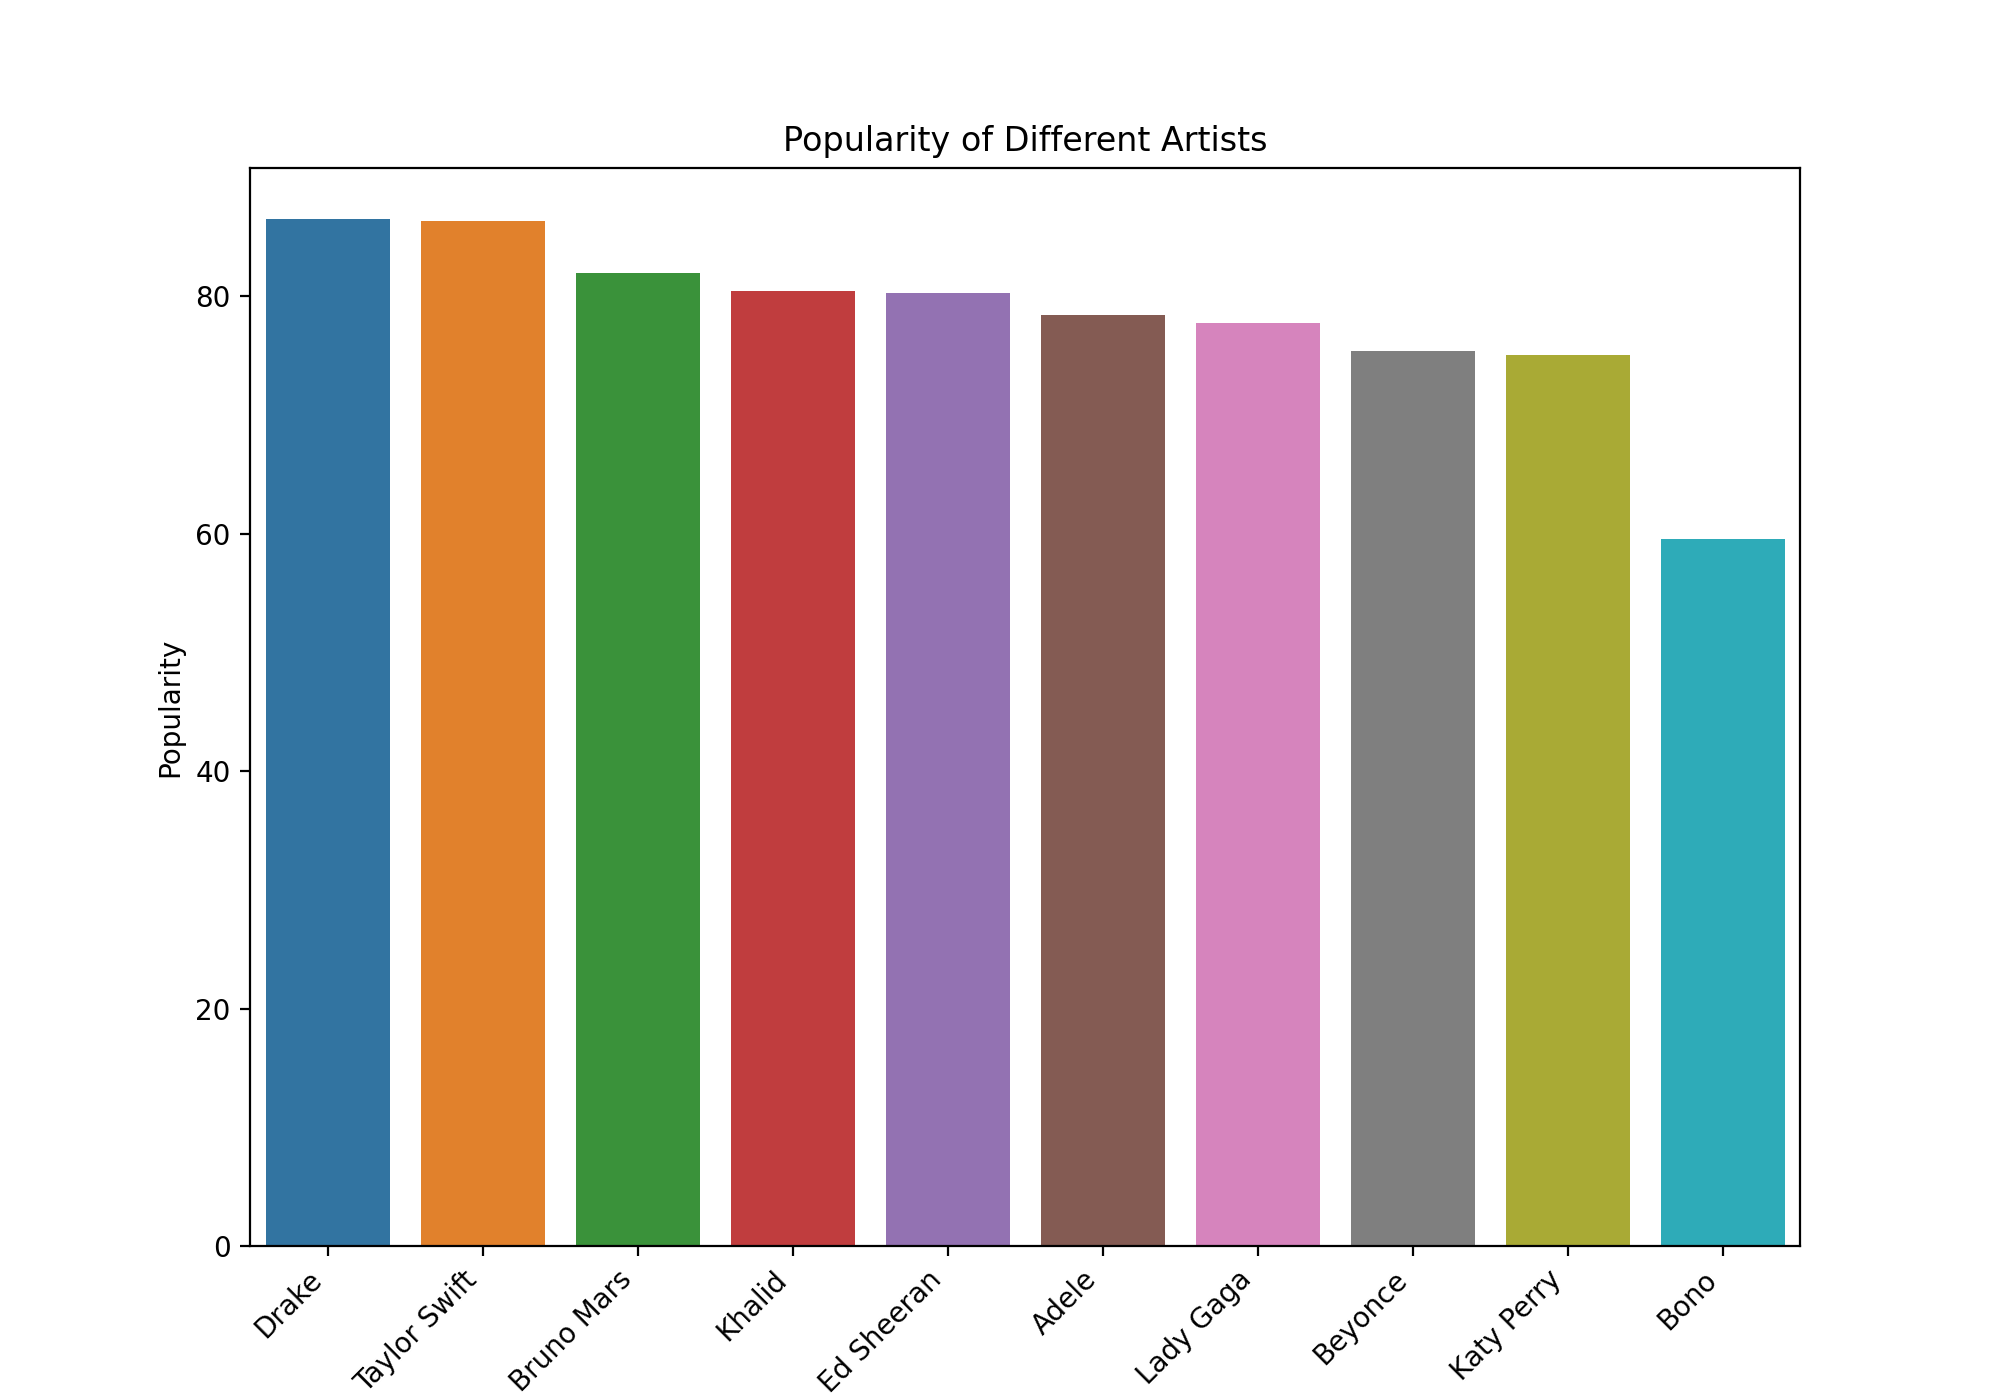 Popularity of Different Artists
80
60
40
20
0
Popularity
Drake
Taylor Swift
Bruno Mars
Khalid
Ed Sheeran
Adele
Lady Gaga
Beyonce
Katy Perry
Bono